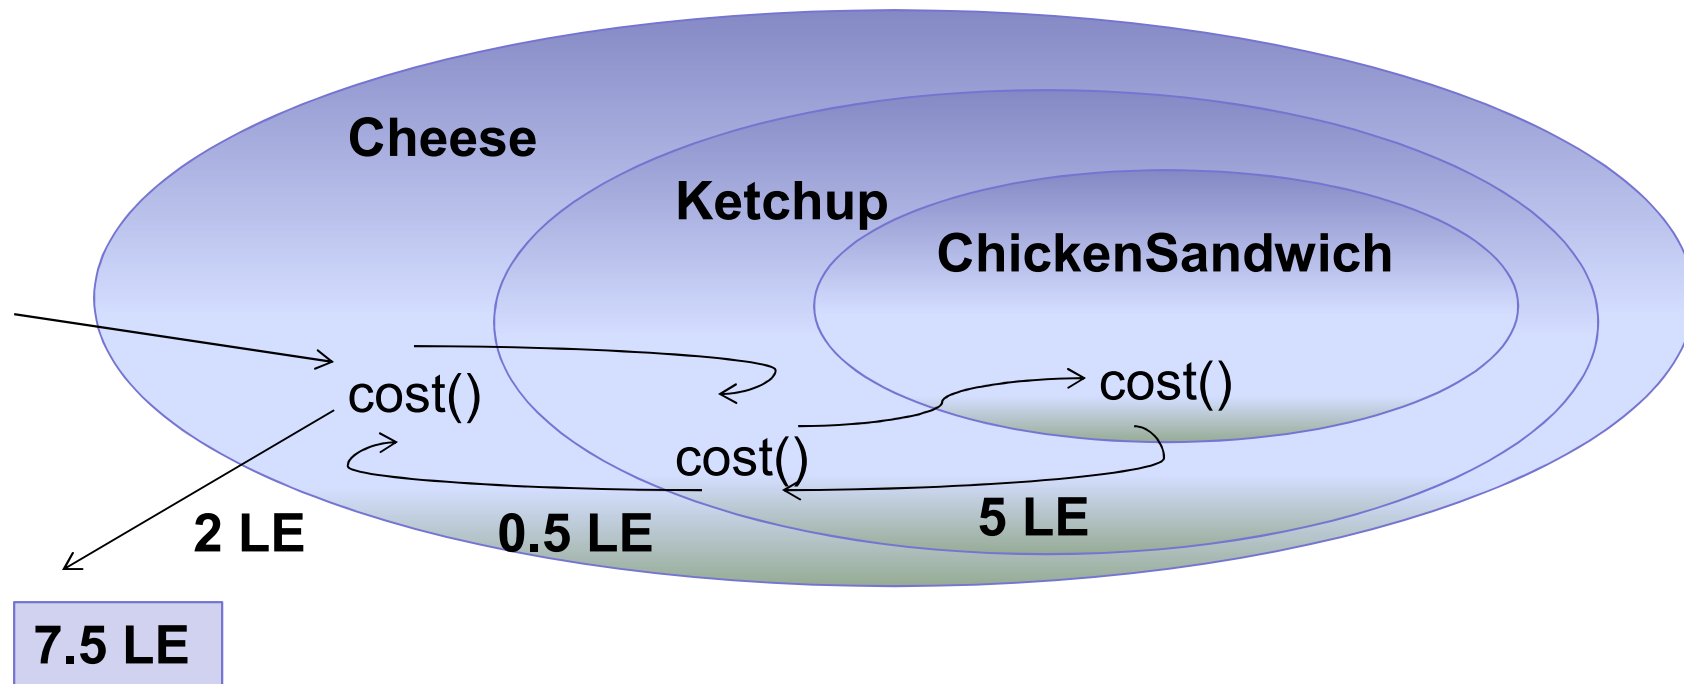 Cheese
Ketchup
ChickenSandwich
cost()
cost()
cost()
2 LE
0.5 LE
5 LE
7.5 LE